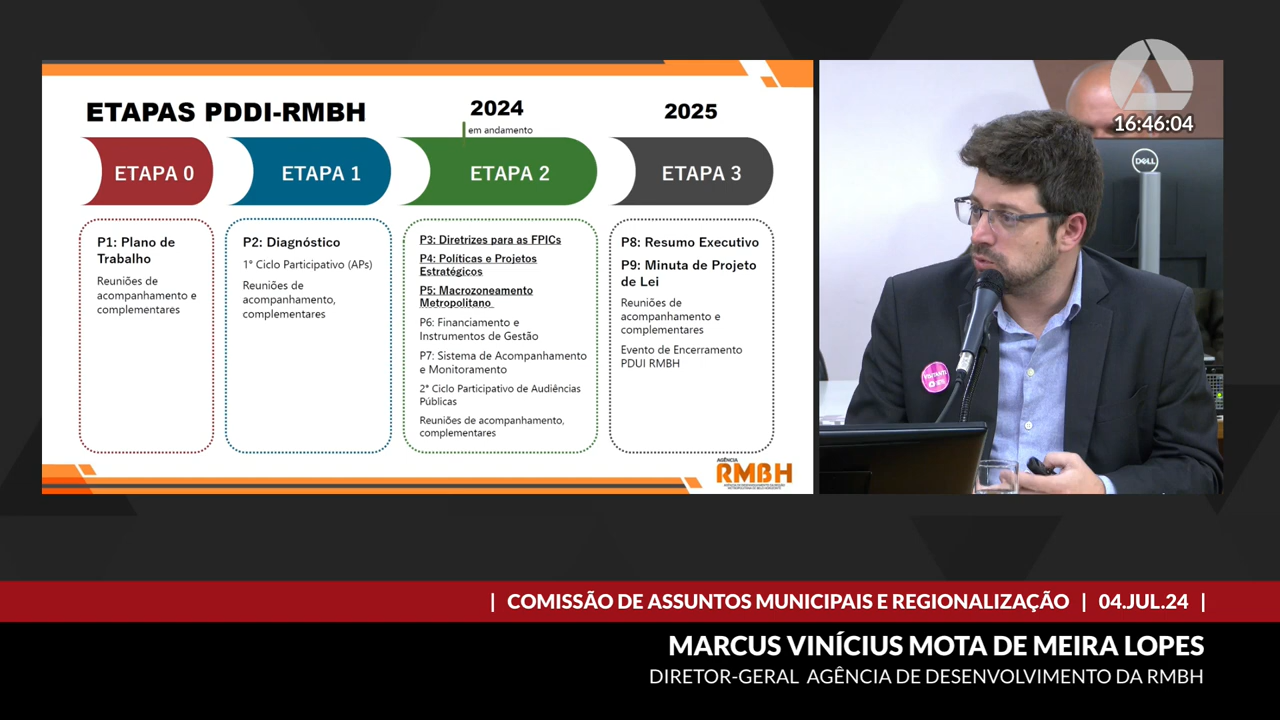 ETAPAS PDDI-RMBH
2024
em andamento
2025
ETAPA 0
ETAPA 1
ETAPA 2
ETAPA 3
P1: Plano de
Trabalho
Reuniões de
acompanhamento e
complementares
P2: Diagnóstico
1° Ciclo Participativo (APs)
Reuniões de
acompanhamento,
complementares
P3: Diretrizes para as FPICs
P4: Políticas e Projetos
Estratégicos
P5: Macrozoneamento
Metropolitano
P6: Financiamento e
Instrumentos de Gestão
P7: Sistema de Acompanhamento
e Monitoramento
2° Ciclo Participativo de Audiências
Públicas
Reuniões de acompanhamento,
complementares
P8: Resumo Executivo
P9: Minuta de Projeto
de Lei
Reuniões de
acompanhamento e
complementares
Evento de Encerramento
PDUI RMBH
AGÊNCIA
RMBH
16:46:04
DELL
| COMISSÃO DE ASSUNTOS MUNICIPAIS E REGIONALIZAÇÃO | 04.JUL.24 |
MARCUS VINÍCIUS MOTA DE MEIRA LOPES
DIRETOR-GERAL AGÊNCIA DE DESENVOLVIMENTO DA RMBH